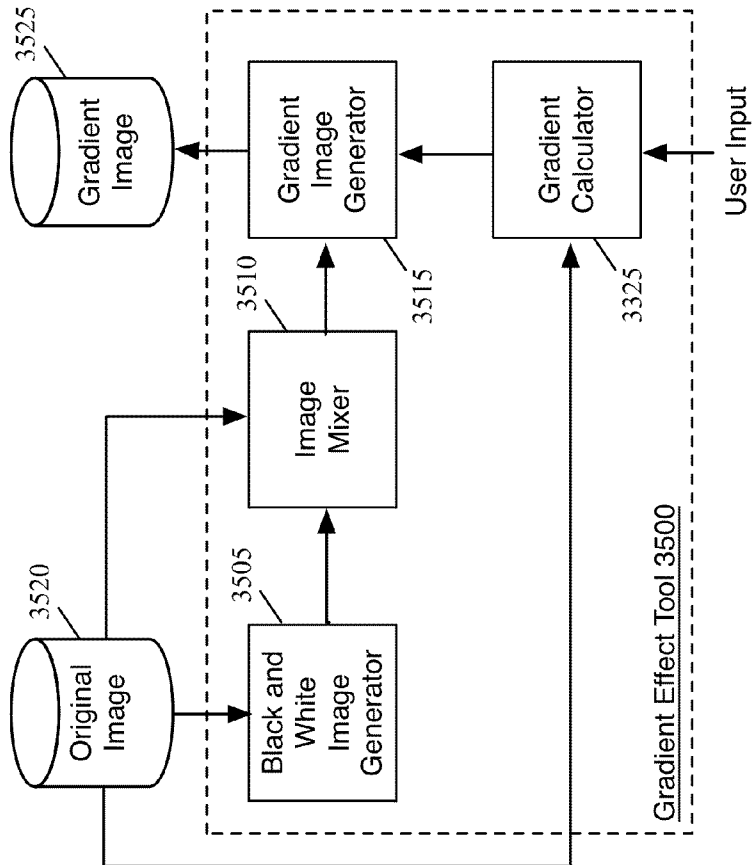 3520
Original
Image
3525
Gradient
Image
3505
Black and
White
Image
Generator
3510
Image
Mixer
Gradient
Image
Generator
3515
Gradient
Calculator
3325
Gradient Effect Tool 3500
User Input